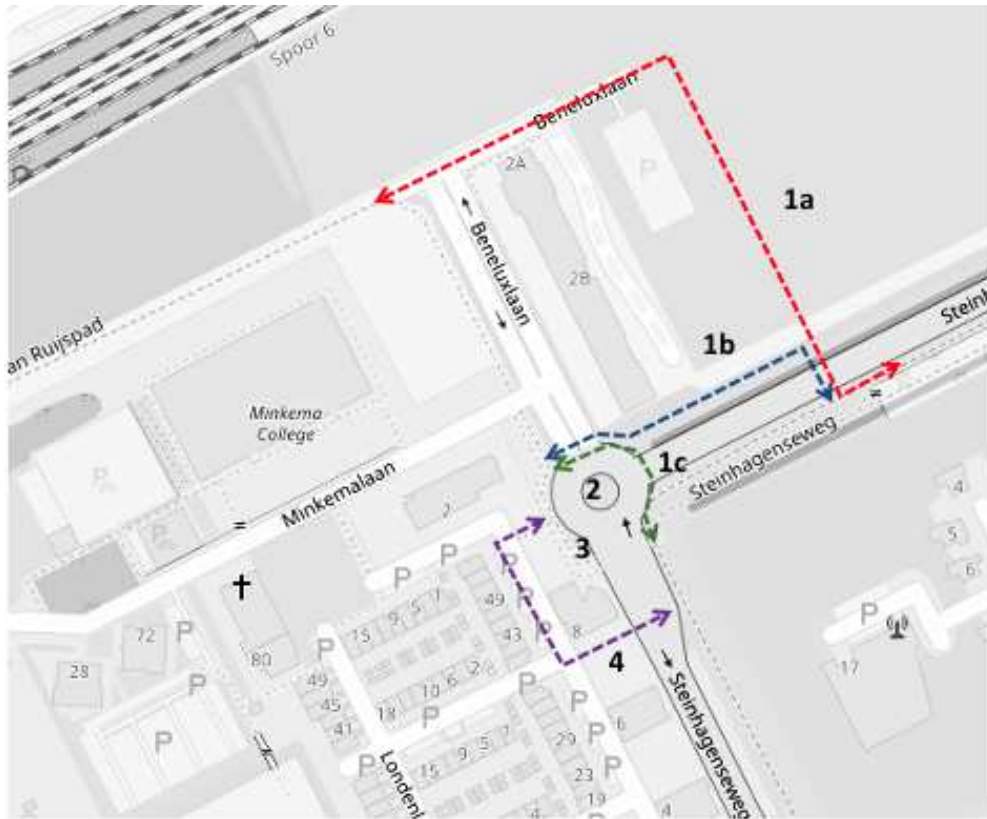 Spoor 6
Beneluxlaan
2A
P
1a
Beneluxlaan
2B
Steinh
an Ruijspad
1b
Minkema
College
1c
Steinhagenseweg
Minkemalaan
2
2
4
3
5
P
P
P
6
49
7
5
9
15
P
P
72
P
43
P
8
17
28
80
2
6
10
4
P
P
49
45
18
P
P
6
41
Steinhagenseweg
P
7
5
9
15
29
P
P
23
Londenl
19
4
4